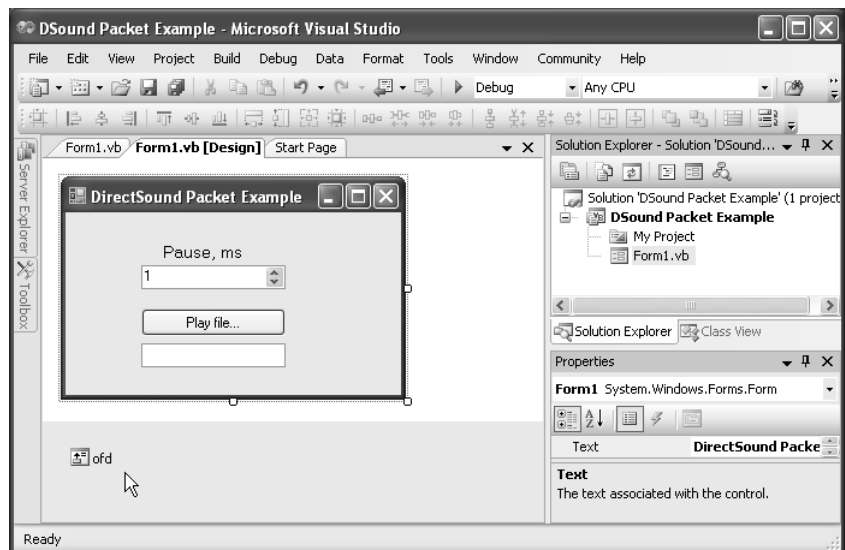 DSound Packet Example - Microsoft Visual Studio
File Edit View Project Build Debug Data Format Tools Window Community Help
Debug Any CPU
Form1.vb Form1.vb [Design] Start Page
Server Explorer
Toolbox
DirectSound Packet Example
Pause, ms
1
Play file...
ofd
Solution Explorer - Solution 'DSound...
Solution 'DSound Packet Example' (1 project
DSound Packet Example
My Project
Form1.vb
Solution Explorer Class View
Properties
Form1 System.Windows.Forms.Form
Text DirectSound Packe
Text
The text associated with the control.
Ready